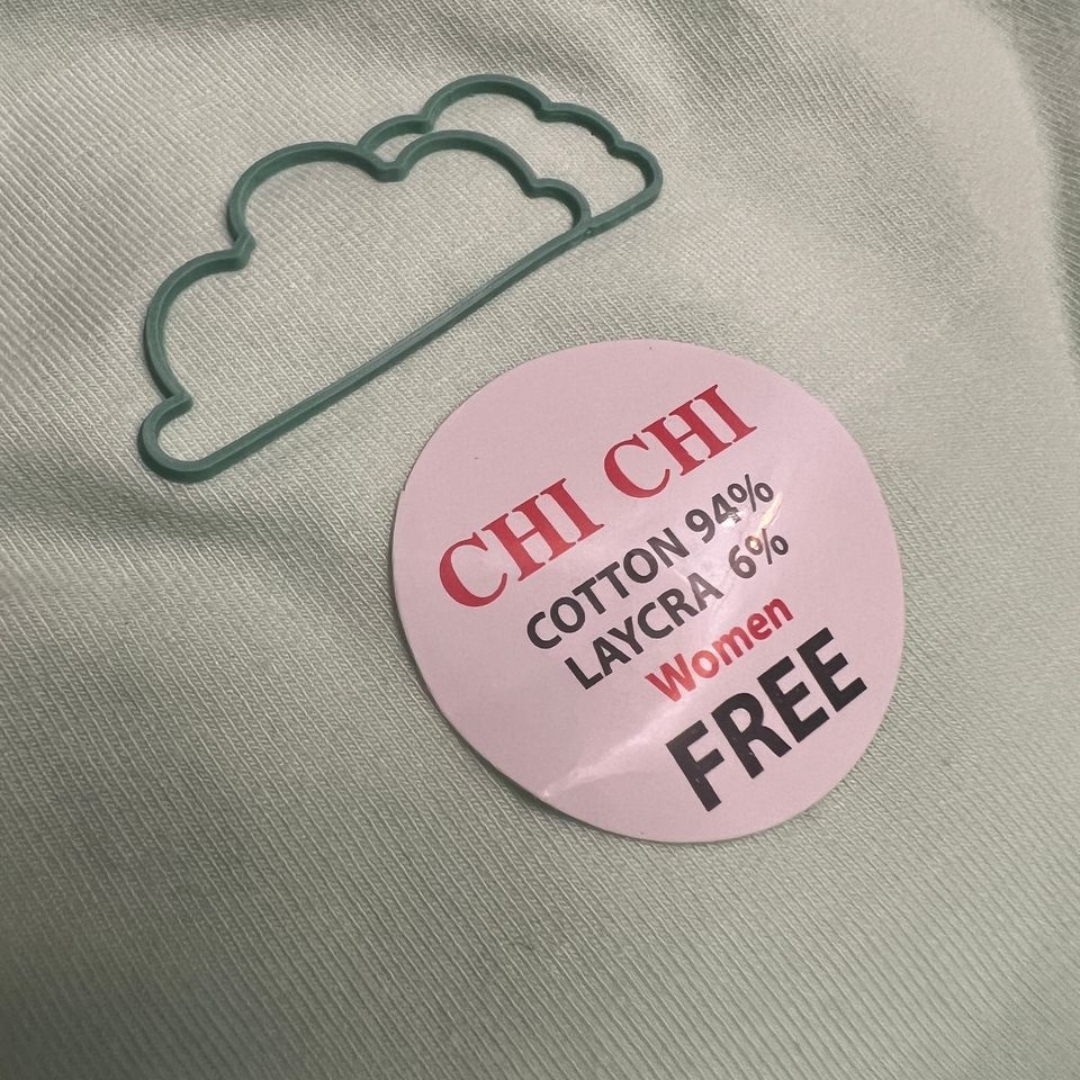 CHI CHI
COTTON 94%
LAYCRA 6%
Women
FREE